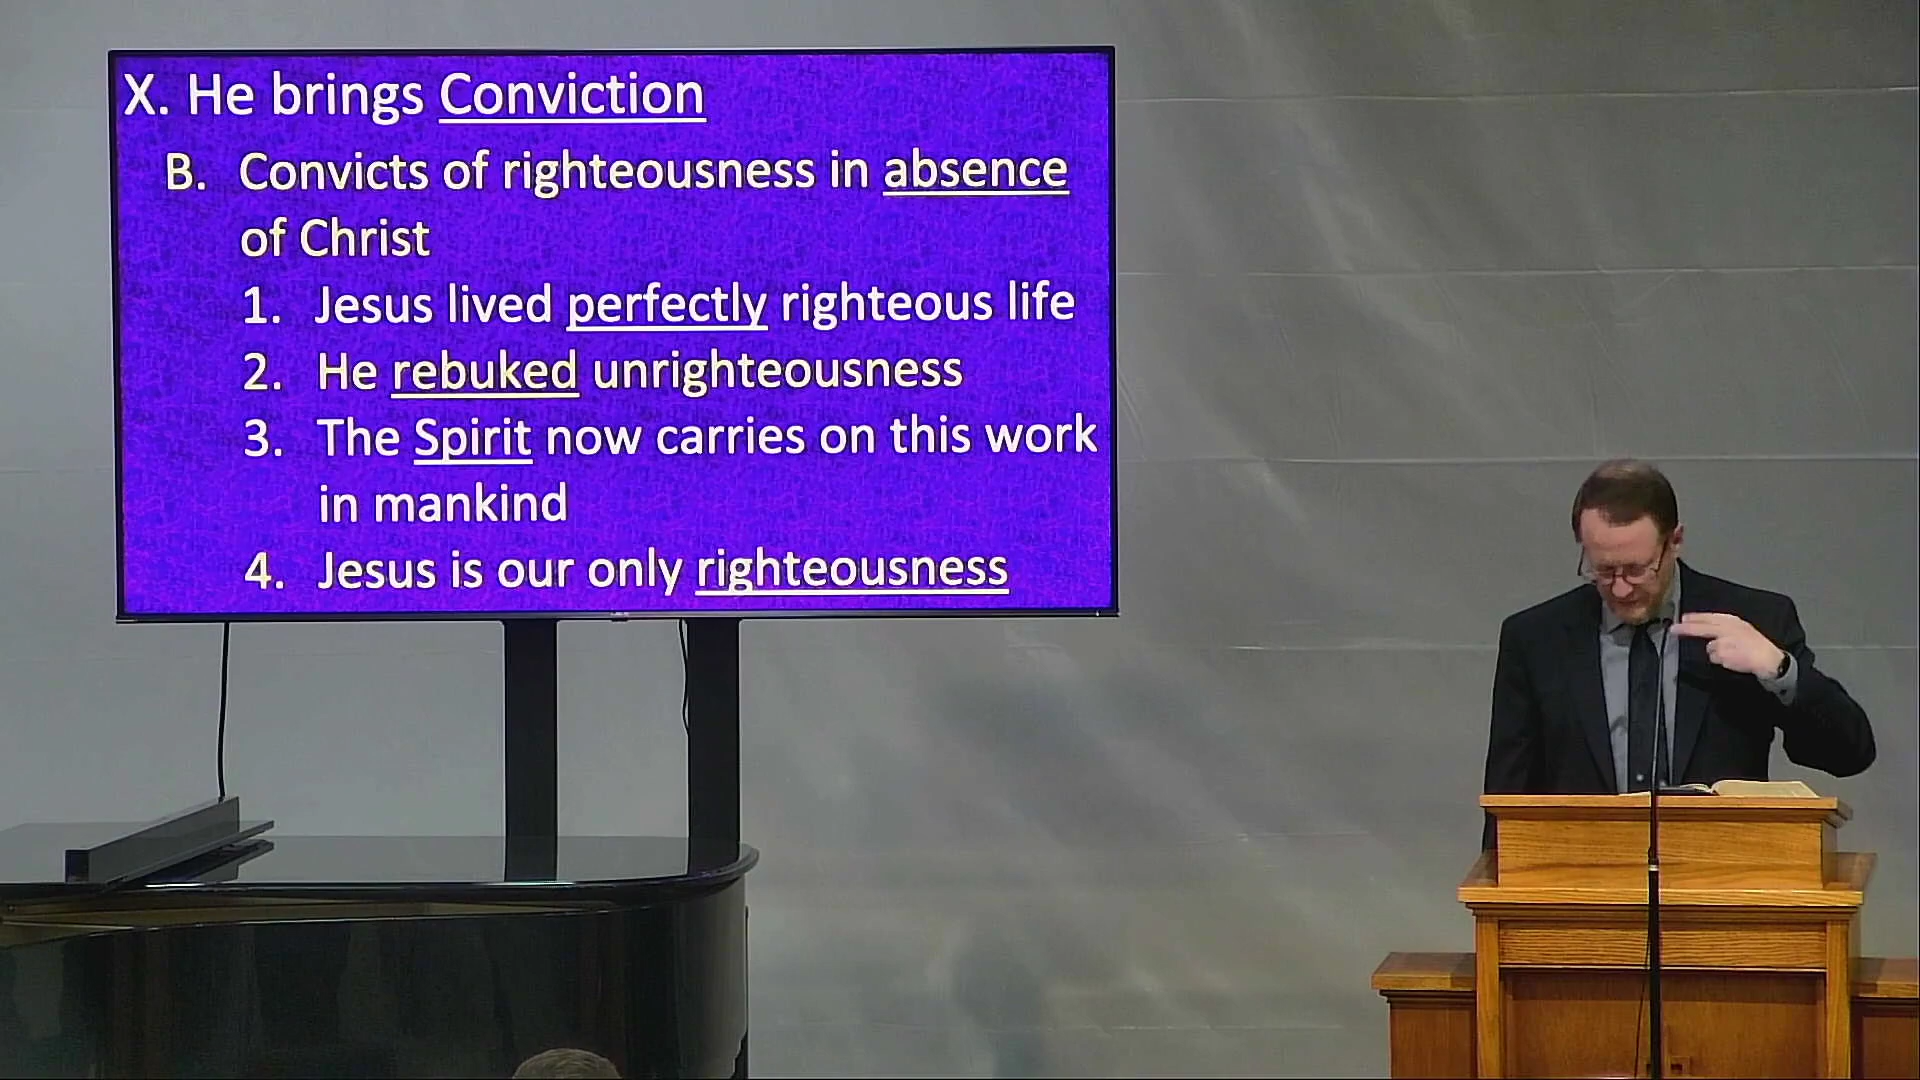 X. He brings Conviction
B. Convicts of righteousness in absence
of Christ
1. Jesus lived perfectly righteous life
2. He rebuked unrighteousness
3. The Spirit now carries on this work
in mankind
4. Jesus is our only righteousness